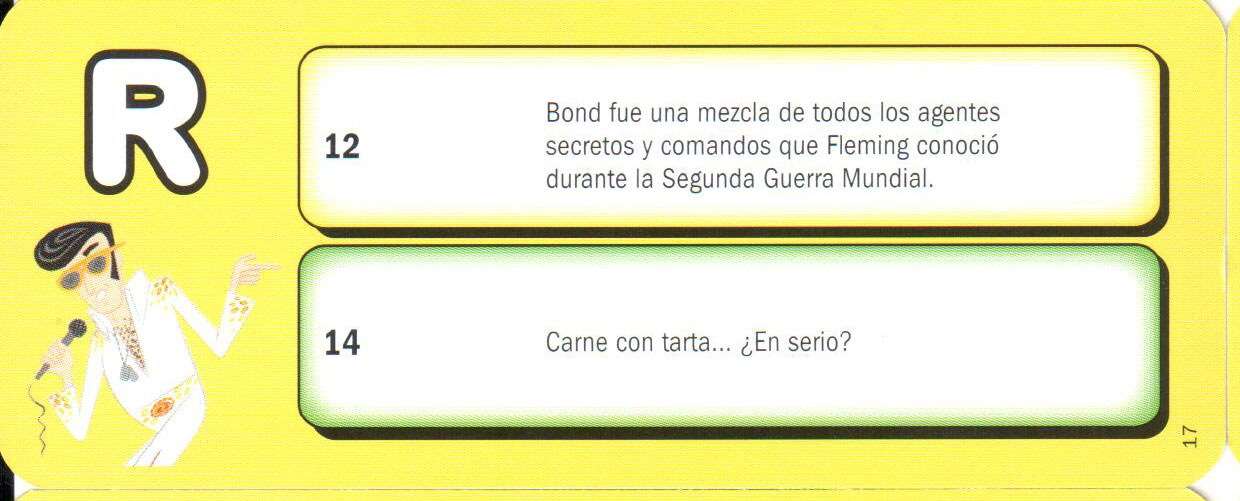 R
12
Bond fue una mezcla de todos los agentes
secretos y comandos que Fleming conoció
durante la Segunda Guerra Mundial.
14
Carne con tarta... ¿En serio?
17